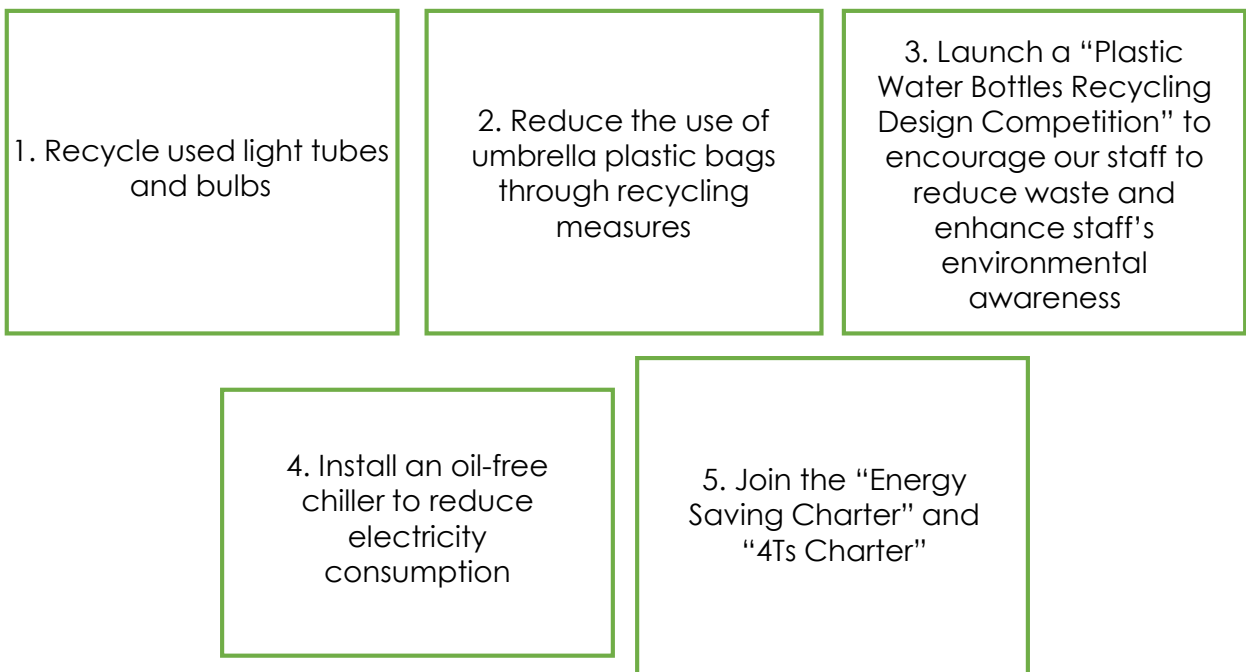 1. Recycle used light tubes
and bulbs
2. Reduce the use of
umbrella plastic bags
through recycling
measures
3. Launch a “Plastic
Water Bottles Recycling
Design Competition” to
encourage our staff to
reduce waste and
enhance staff’s
environmental
awareness
4. Install an oil-free
chiller to reduce
electricity
consumption
5. Join the “Energy
Saving Charter” and
“4Ts Charter”